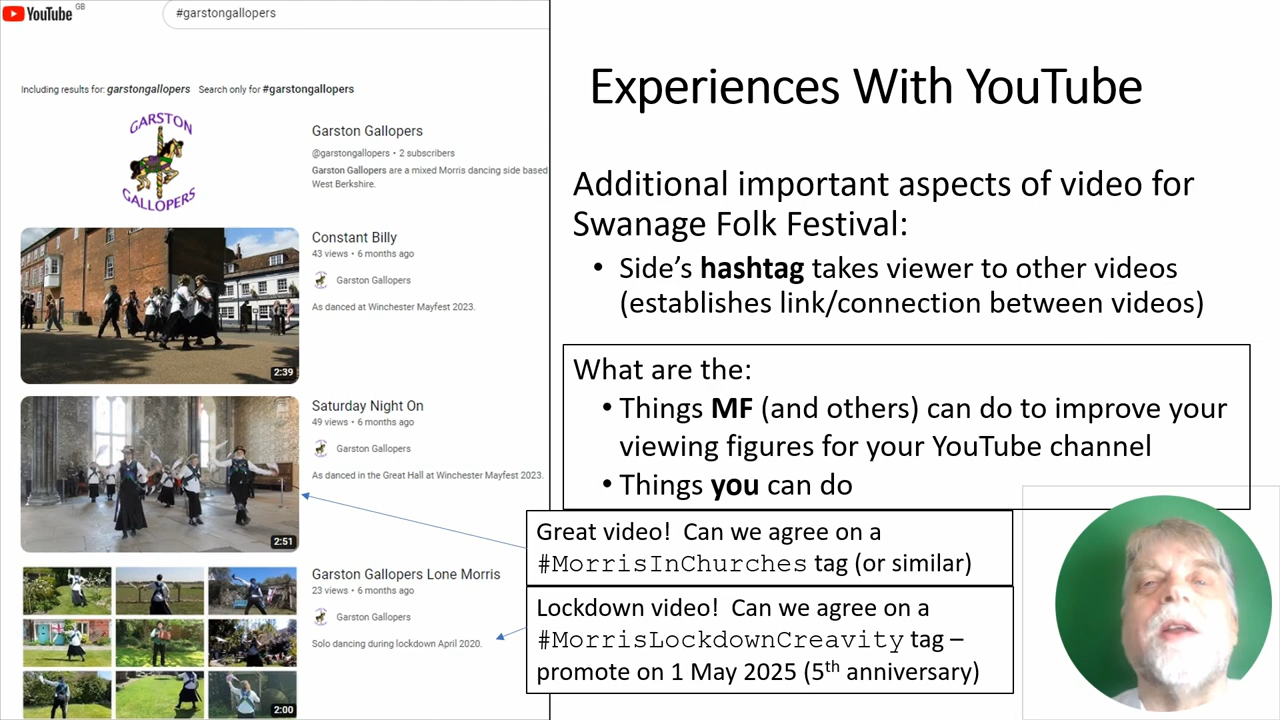 YouTube GB
#garstongallopers
Including results for: garstongallopers Search only for #garstongallopers
GARSTON
GALLOPERS
Garston Gallopers
@garstongallopers • 2 subscribers
Garston Gallopers are a mixed Morris dancing side based
West Berkshire.
Constant Billy
43 views • 6 months ago
Garston Gallopers
As danced at Winchester Mayfest 2023.
2:39
Saturday Night On
49 views • 6 months ago
Garston Gallopers
As danced in the Great Hall at Winchester Mayfest 2023.
2:51
Garston Gallopers Lone Morris
23 views • 6 months ago
Garston Gallopers
Solo dancing during lockdown April 2020.
2:00
Experiences With YouTube
Additional important aspects of video for
Swanage Folk Festival:
• Side's hashtag takes viewer to other videos
(establishes link/connection between videos)
What are the:
• Things MF (and others) can do to improve your
viewing figures for your YouTube channel
• Things you can do
Great video! Can we agree on a
#MorrisInChurches tag (or similar)
Lockdown video! Can we agree on a
#MorrisLockdownCreavity tag –
promote on 1 May 2025 (5th anniversary)